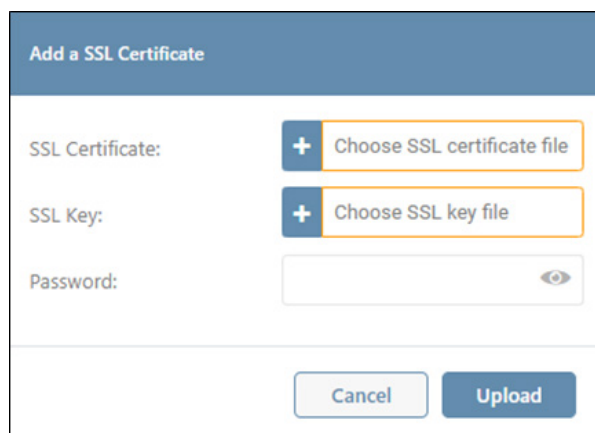 Add a SSL Certificate
SSL Certificate:
Choose SSL certificate file
SSL Key:
Choose SSL key file
Password:
Cancel
Upload